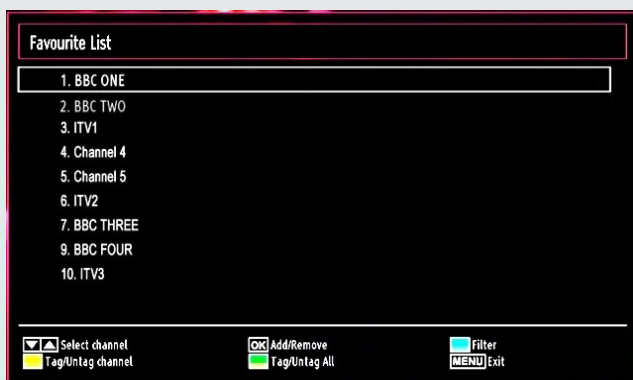 Favourite List
1. BBC ONE
2. BBC TWO
3. ITV1
4. Channel 4
5. Channel 5
6. ITV2
7. BBC THREE
9. BBC FOUR
10. ITV3
Select channel OK Add/Remove Filter
Tag/Untag channel Tag/Untag All MENU Exit